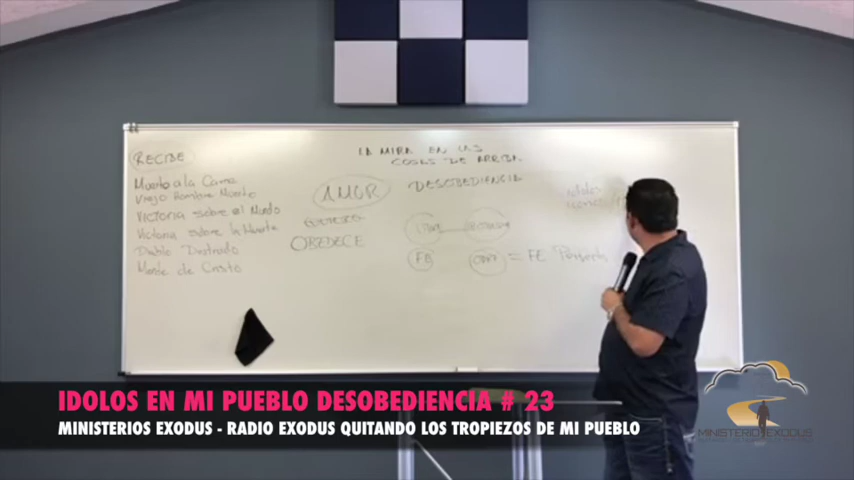 RECIBE
LA MIRA EN LAS
COSAS DE ARRIBA
Muerto a la Carne
Viejo Hombre Muerto
Victoria sobre el Mundo
Victoria sobre la Muerte
Diablo Destruido
Mente de Cristo
AMOR
OBEDECE
DESOBEDIENCIA
FE
= FE
IDOLOS EN MI PUEBLO DESOBEDIENCIA # 23
MINISTERIOS EXODUS - RADIO EXODUS QUITANDO LOS TROPIEZOS DE MI PUEBLO
MINISTERIO EXODUS